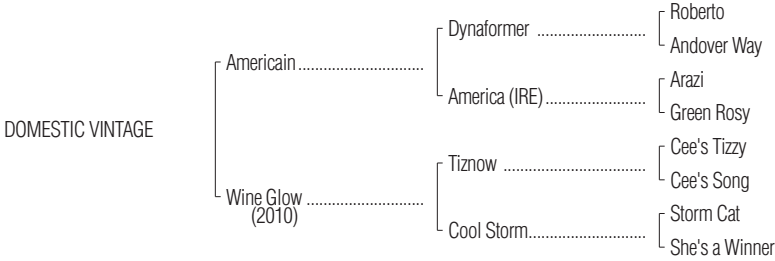 Roberto
Dynaformer ..........................
Andover Way
Americain..............................
Arazi
America (IRE)........................
Green Rosy
DOMESTIC VINTAGE
Cee's Tizzy
Tiznow ..................................
Cee's Song
Wine Glow ............................
(2010)
Storm Cat
Cool Storm............................
She's a Winner